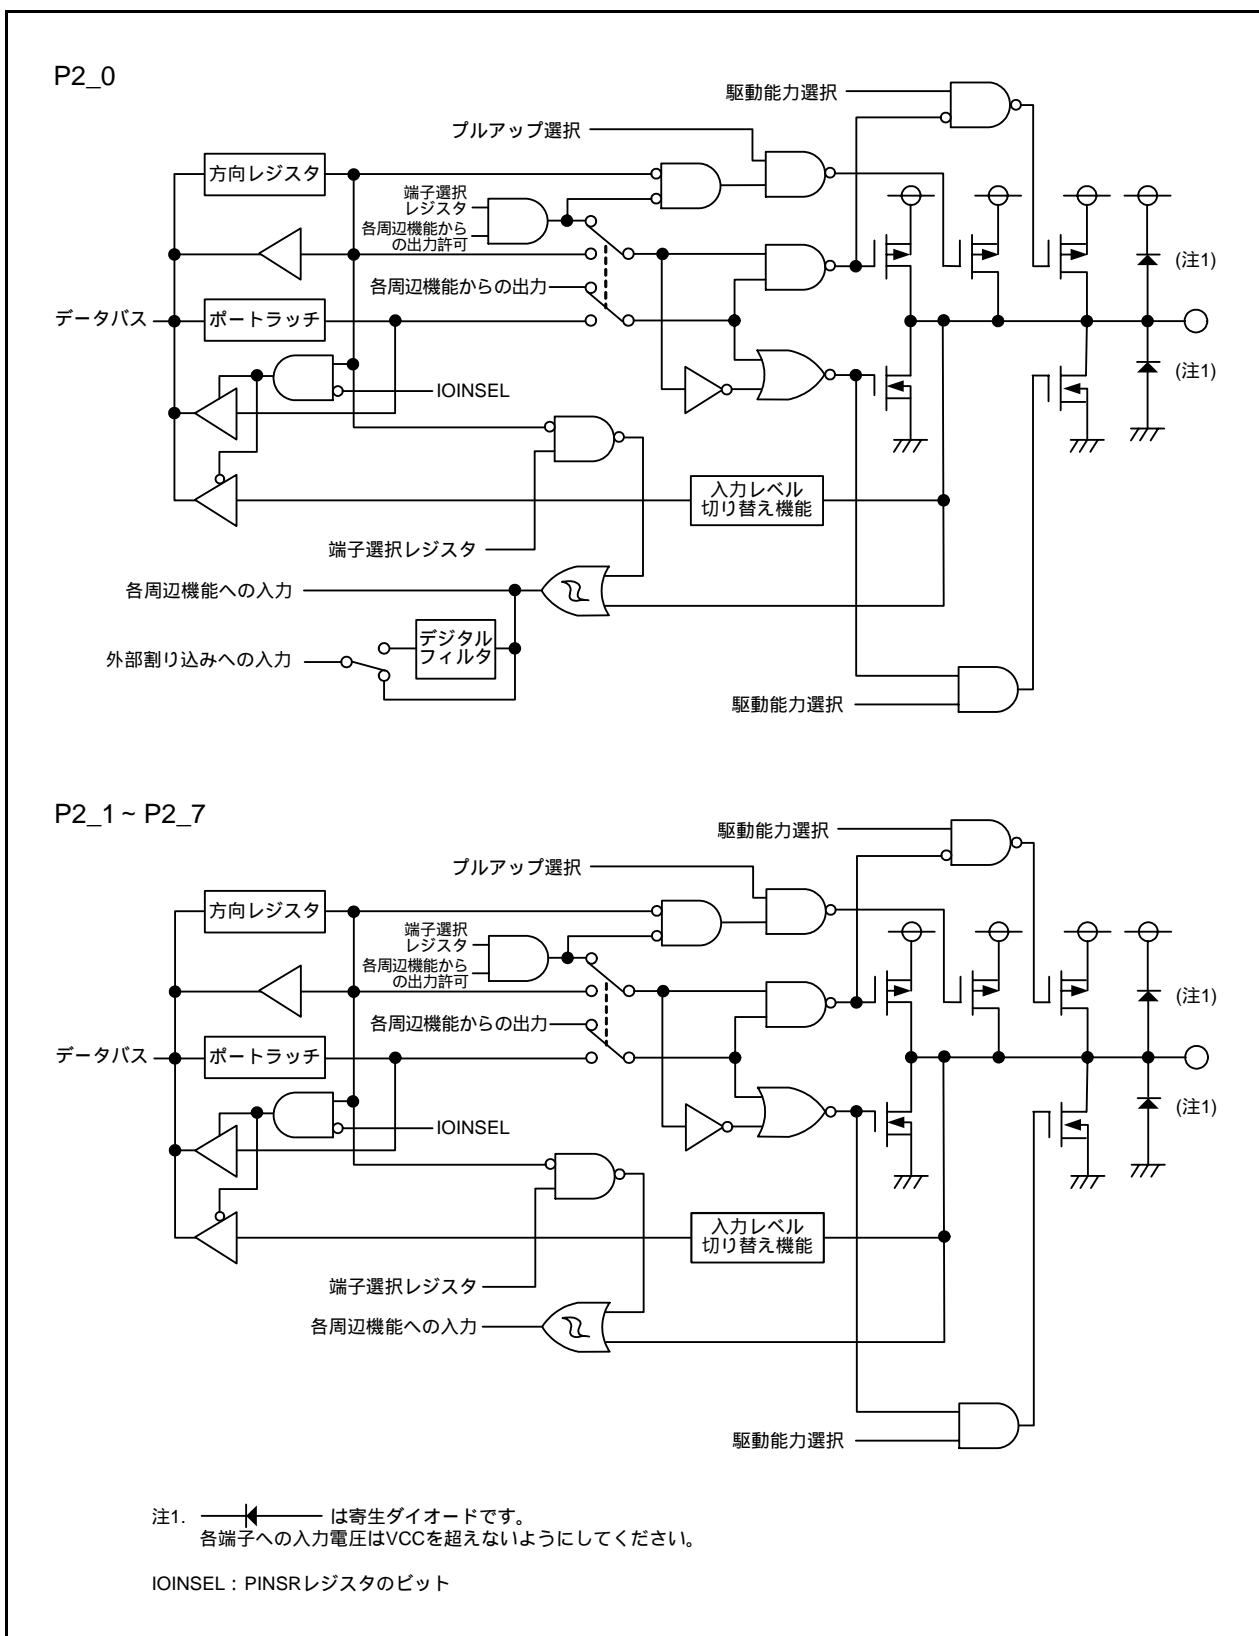 P2_0
駆動能力選択
プルアップ選択
方向レジスタ
端子選択
レジスタ
各周辺機能から
の出力許可
(注1)
各周辺機能からの出力
データバス
ポートラッチ
(注1)
IOINSEL
入力レベル
切り替え機能
端子選択レジスタ
各周辺機能への入力
デジタル
フィルタ
外部割り込みへの入力
駆動能力選択
P2_1 ~ P2_7
駆動能力選択
プルアップ選択
方向レジスタ
端子選択
レジスタ
各周辺機能から
の出力許可
(注1)
各周辺機能からの出力
データバス
ポートラッチ
(注1)
IOINSEL
入力レベル
切り替え機能
端子選択レジスタ
各周辺機能への入力
駆動能力選択
注1. は寄生ダイオードです。
各端子への入力電圧はVCCを超えないようにしてください。
IOINSEL : PINSRレジスタのビット